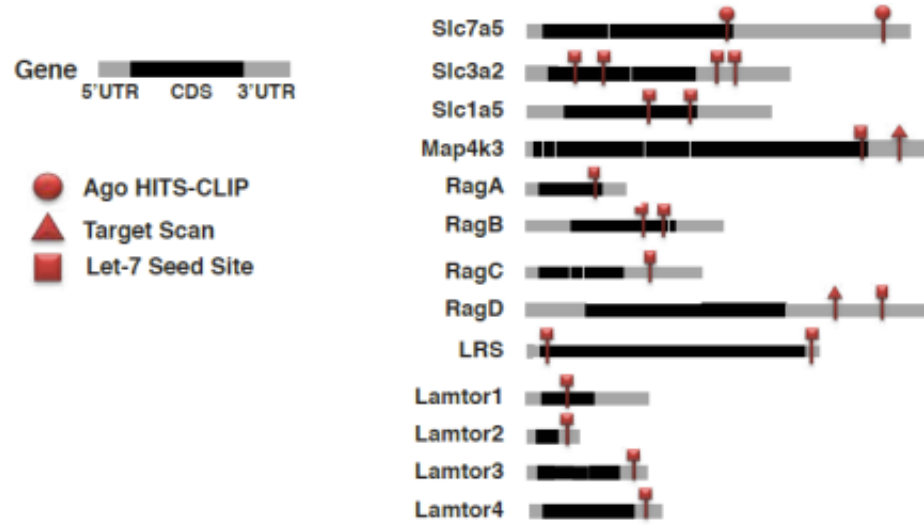 Gene
5'UTR CDS 3'UTR
Ago HITS-CLIP
Target Scan
Let-7 Seed Site
Slc7a5
Slc3a2
Slc1a5
Map4k3
RagA
RagB
RagC
RagD
LRS
Lamtor1
Lamtor2
Lamtor3
Lamtor4